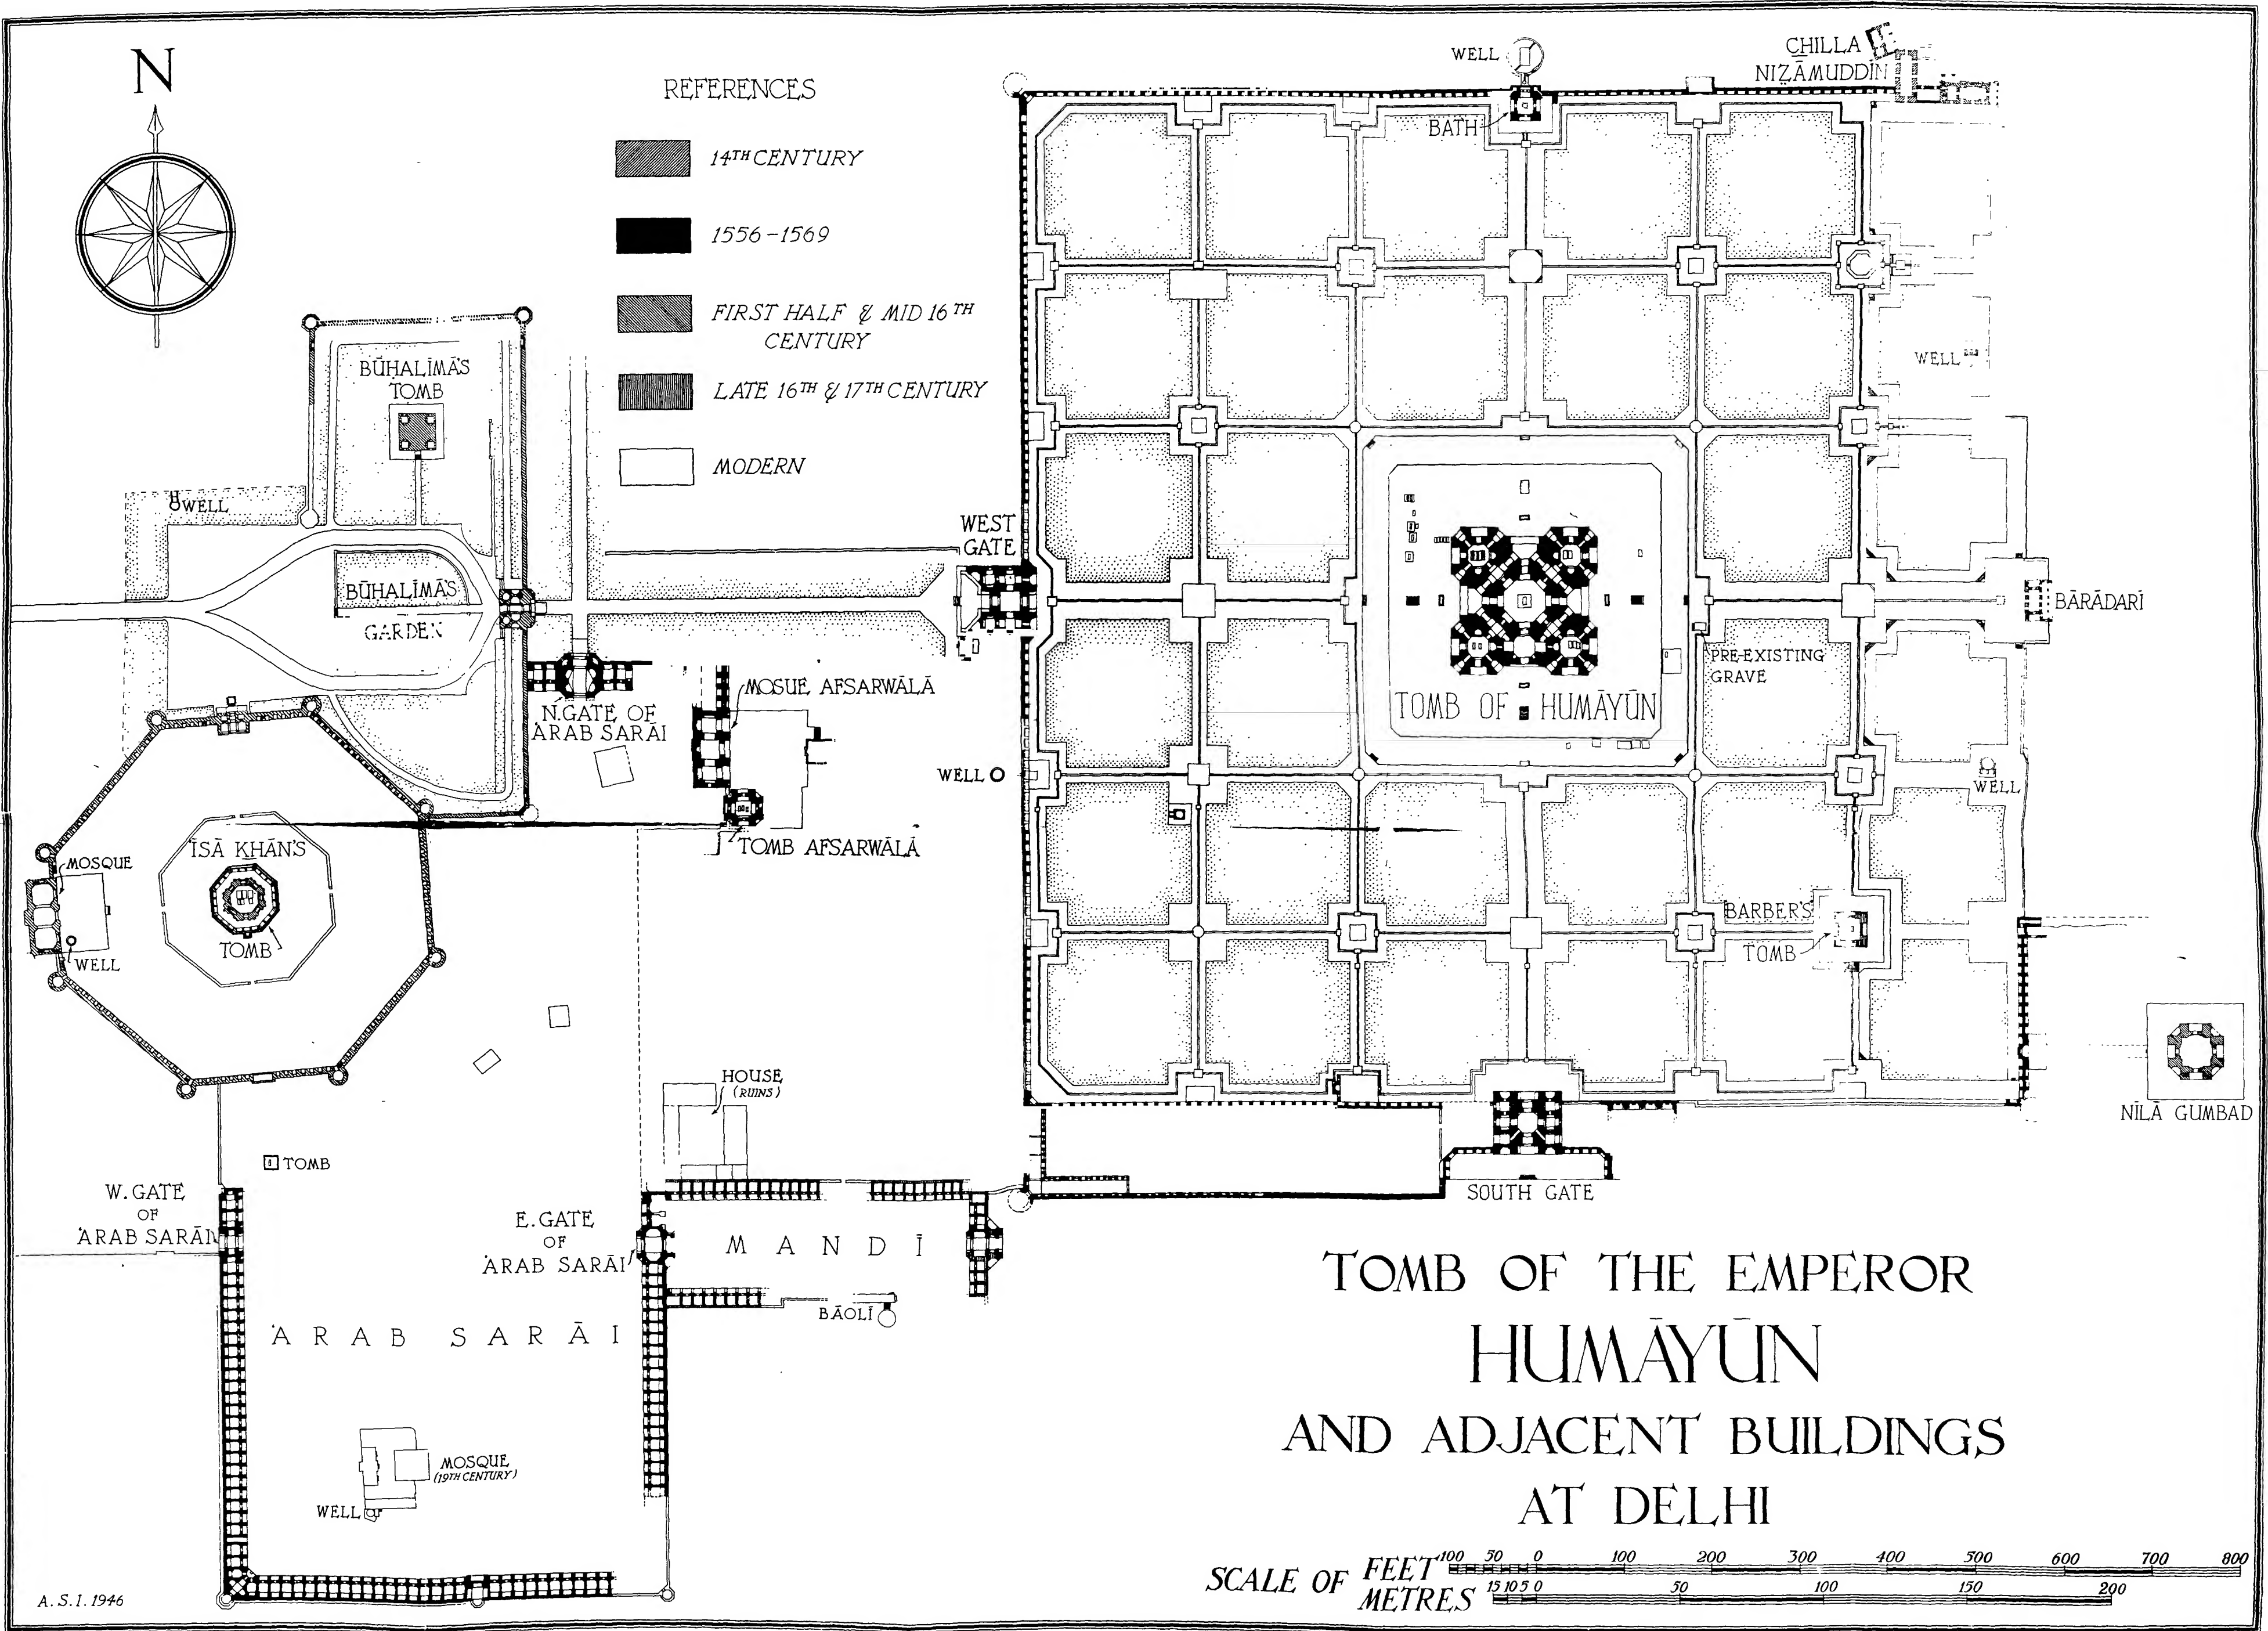 N
REFERENCES
14TH CENTURY
1556-1569
FIRST HALF & MID 16TH
CENTURY
LATE 16TH & 17TH CENTURY
MODERN
WELL
BATH
CHILLA
NIZĀMUDDIN
WELL
BŪHALĪMĀ'S
TOMB
WELL
BŪHALĪMĀ'S
GARDEN
WEST
GATE
BĀRĀDARĪ
PRE-EXISTING
GRAVE
TOMB OF HUMĀYŪN
N. GATE OF
'ARAB SARĀI
MOSUE AFSARWĀLĀ
WELL
WELL
TOMB AFSARWĀLĀ
'ĪSĀ KHĀN'S
TOMB
MOSQUE
WELL
BARBER'S
TOMB
HOUSE
(RUINS)
NĪLĀ GUMBAD
TOMB
W. GATE
OF
'ARAB SARĀI
E. GATE
OF
'ARAB SARĀI
MANDĪ
SOUTH GATE
BĀOLĪ
'ARAB SARĀI
MOSQUE
(19TH CENTURY)
WELL
TOMB OF THE EMPEROR
HUMĀYŪN
AND ADJACENT BUILDINGS
AT DELHI
SCALE OF FEET 100 50 0 100 200 300 400 500 600 700 800
METRES 15 10 5 0 50 100 150 200
A. S. I. 1946